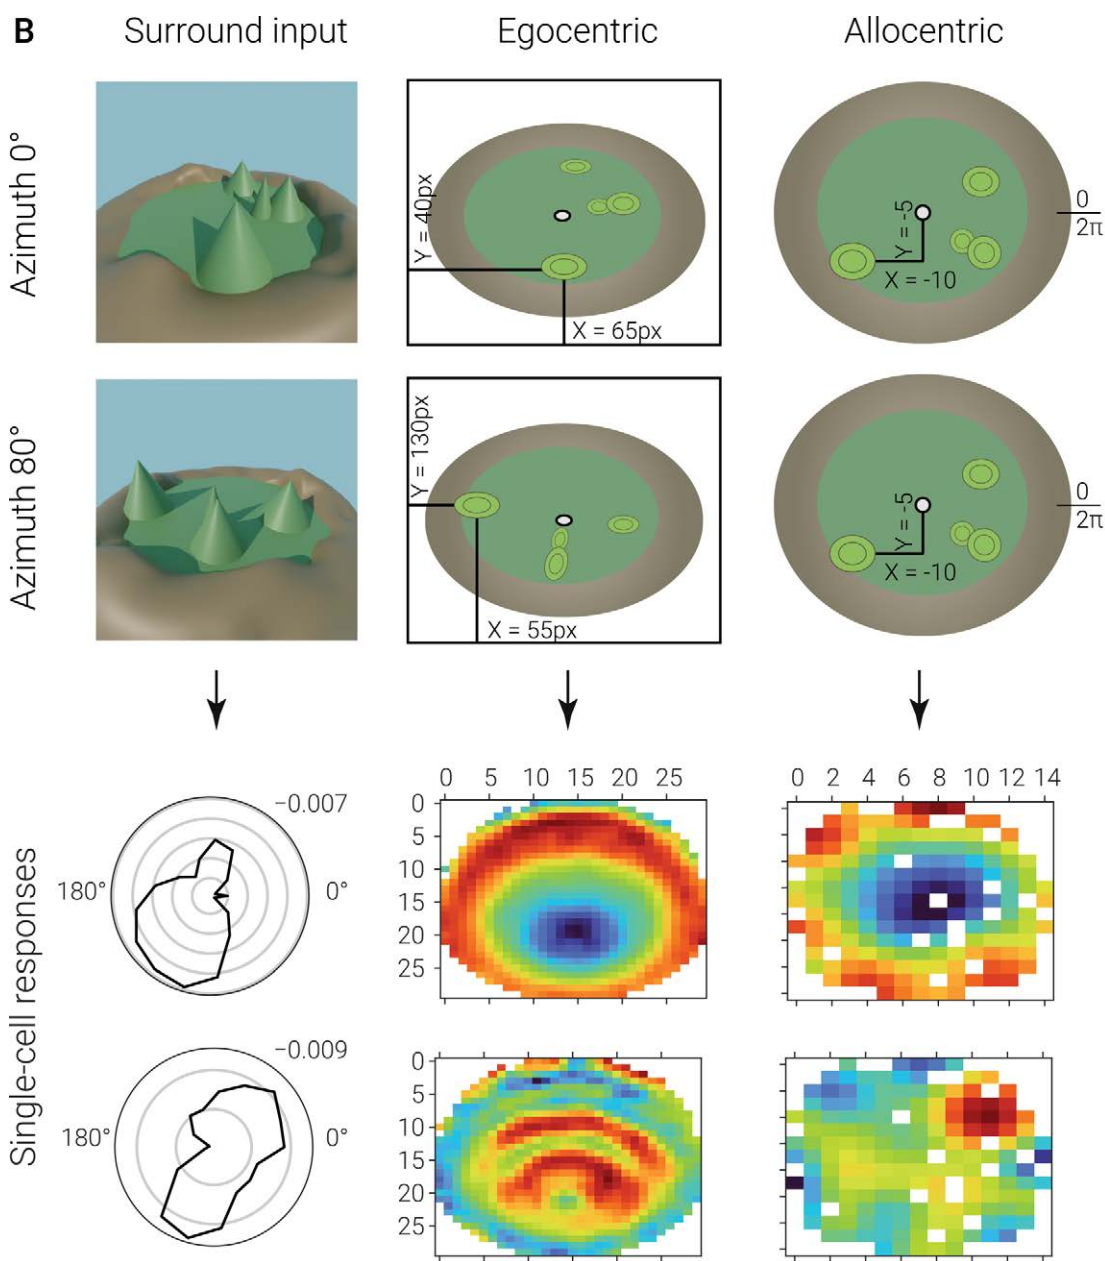 B Surround input Egocentric Allocentric
Azimuth 0°
Y = 40px
X = 65px
Y = -5
X = -10
0
2π
Azimuth 80°
Y = 130px
X = 55px
Y = -5
X = -10
0
2π
Single-cell responses
−0.007
180° 0°
0 5 10 15 20 25
0
5
10
15
20
25
0 2 4 6 8 10 12 14
−0.009
180° 0°
0
5
10
15
20
25